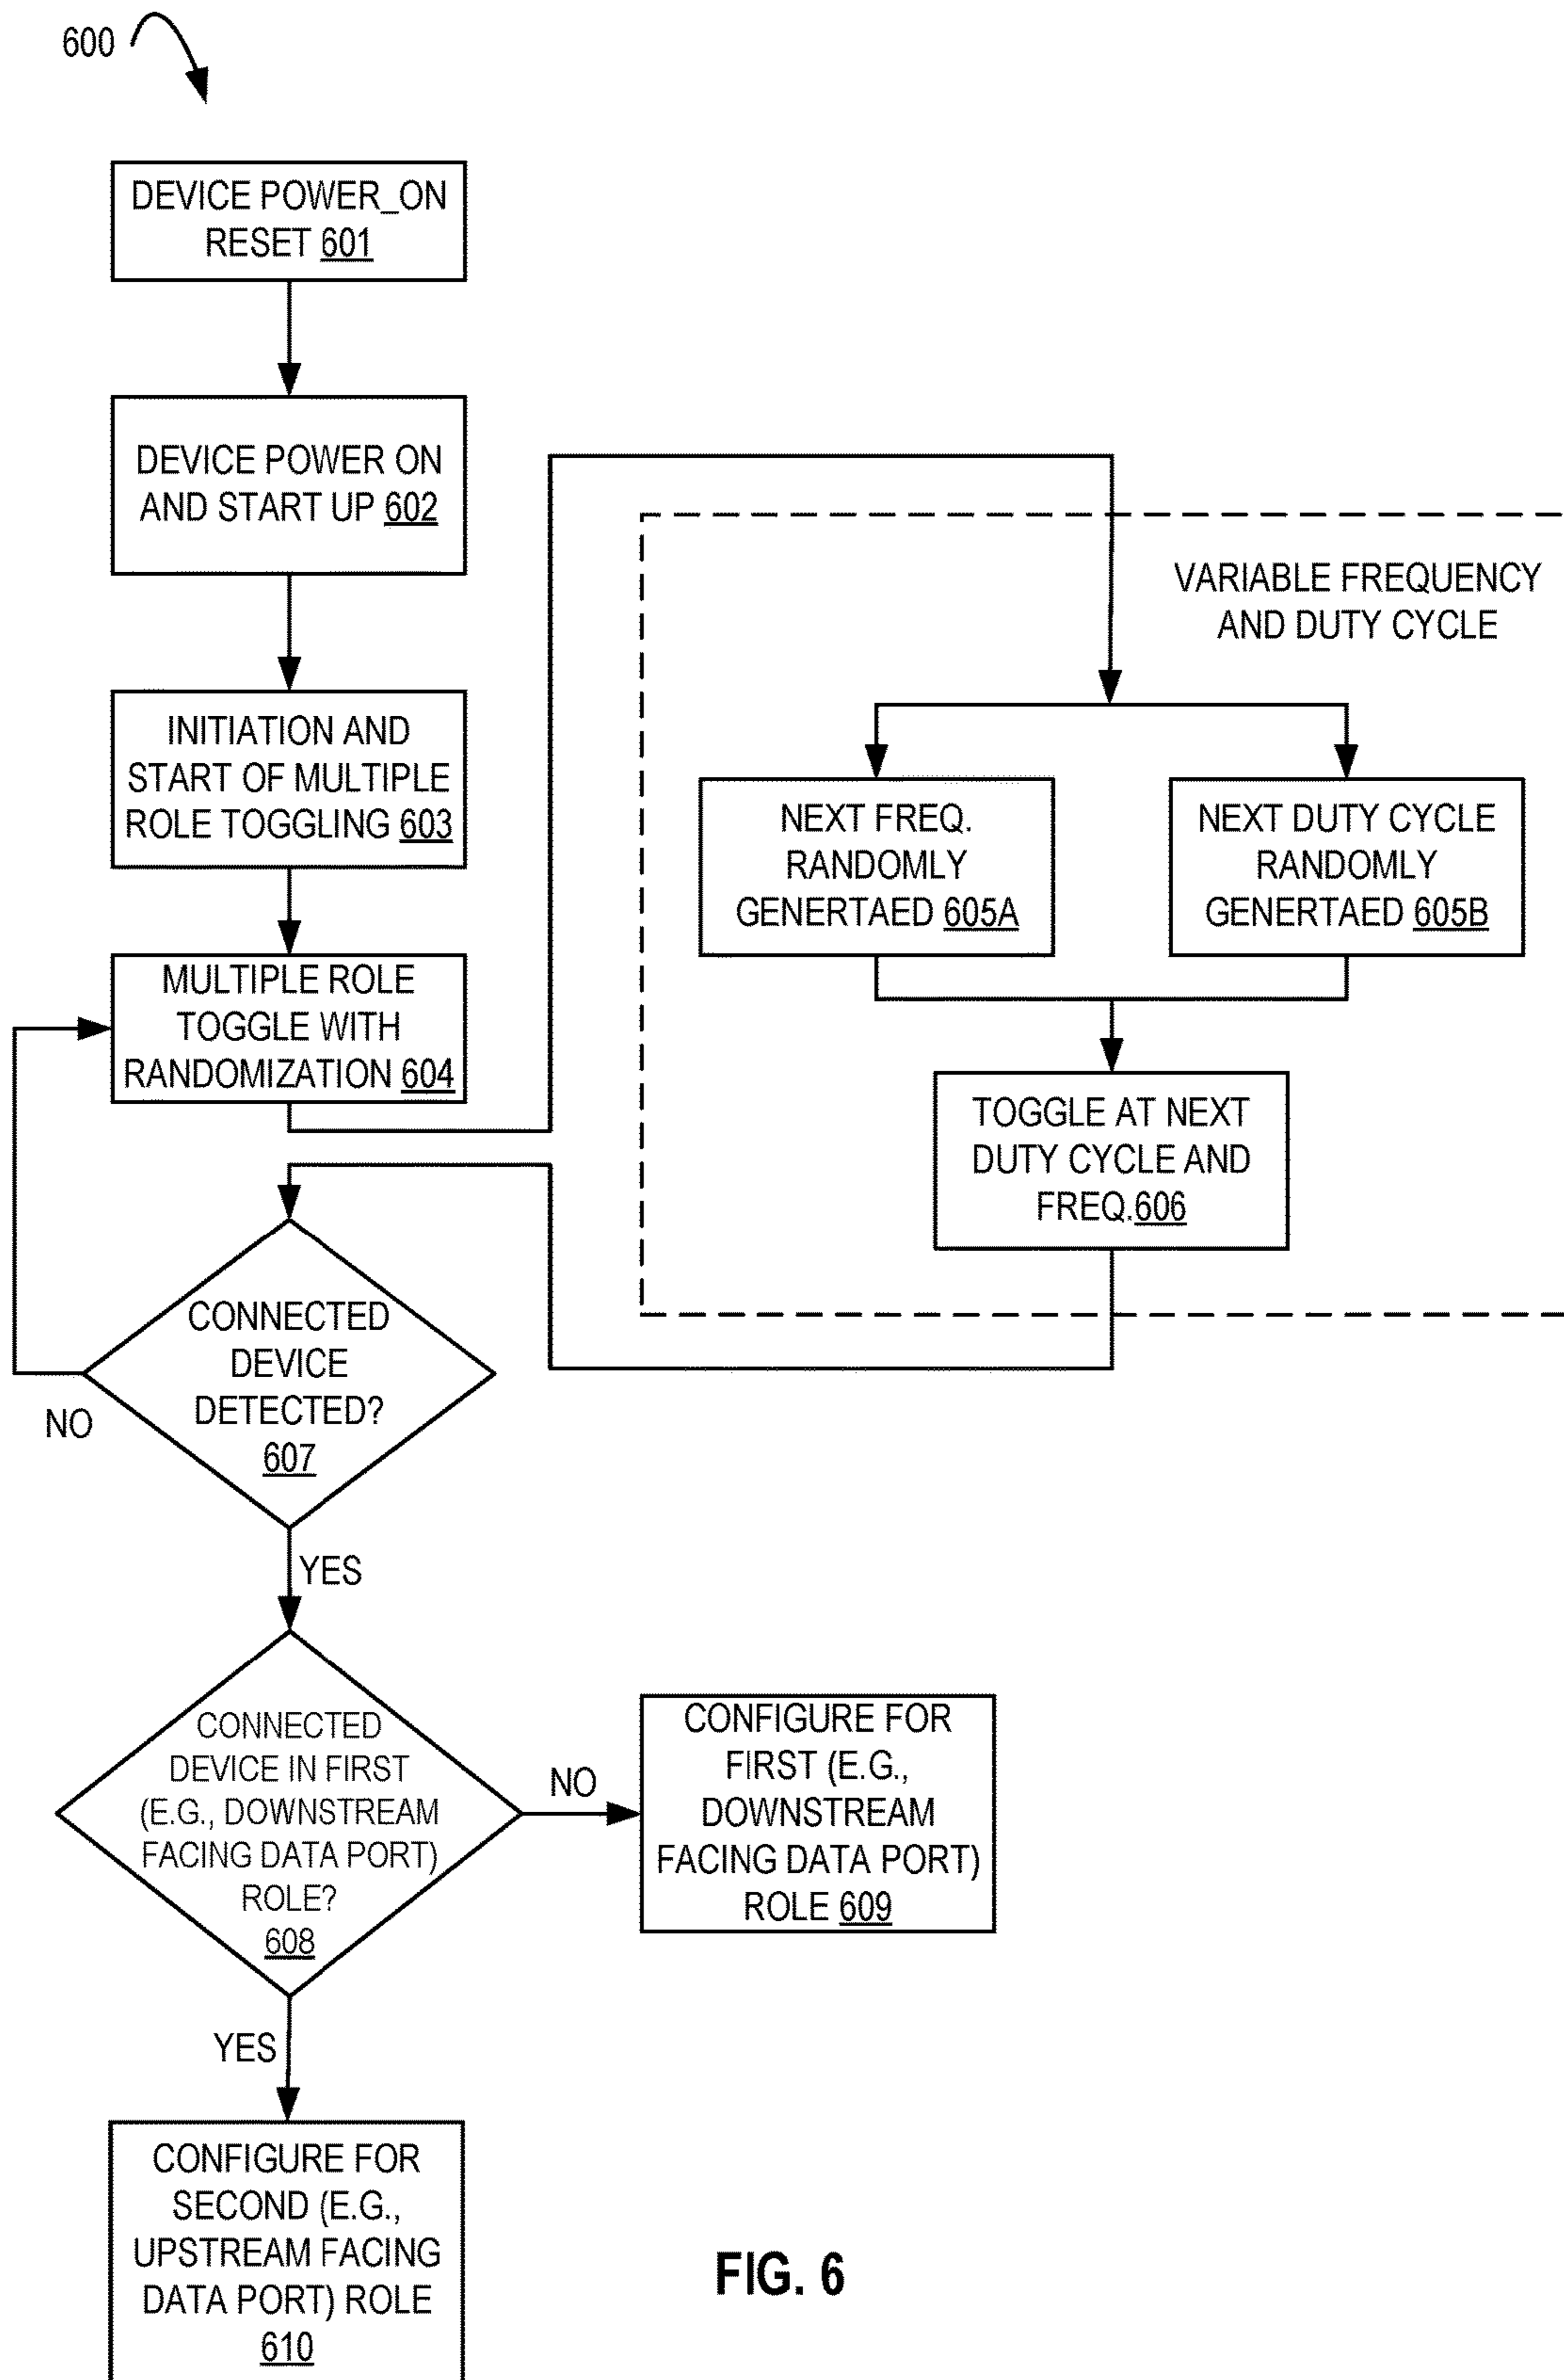 600
DEVICE POWER_ON
RESET 601
DEVICE POWER ON
AND START UP 602
INITIATION AND
START OF MULTIPLE
ROLE TOGGLING 603
MULTIPLE ROLE
TOGGLE WITH
RANDOMIZATION 604
VARIABLE FREQUENCY
AND DUTY CYCLE
NEXT FREQ.
RANDOMLY
GENERTAED 605A
NEXT DUTY CYCLE
RANDOMLY
GENERTAED 605B
TOGGLE AT NEXT
DUTY CYCLE AND
FREQ.606
CONNECTED
DEVICE
DETECTED?
607
NO
YES
CONNECTED
DEVICE IN FIRST
(E.G., DOWNSTREAM
FACING DATA PORT)
ROLE?
608
NO
CONFIGURE FOR
FIRST (E.G.,
DOWNSTREAM
FACING DATA PORT)
ROLE 609
YES
CONFIGURE FOR
SECOND (E.G.,
UPSTREAM FACING
DATA PORT) ROLE
610
FIG. 6